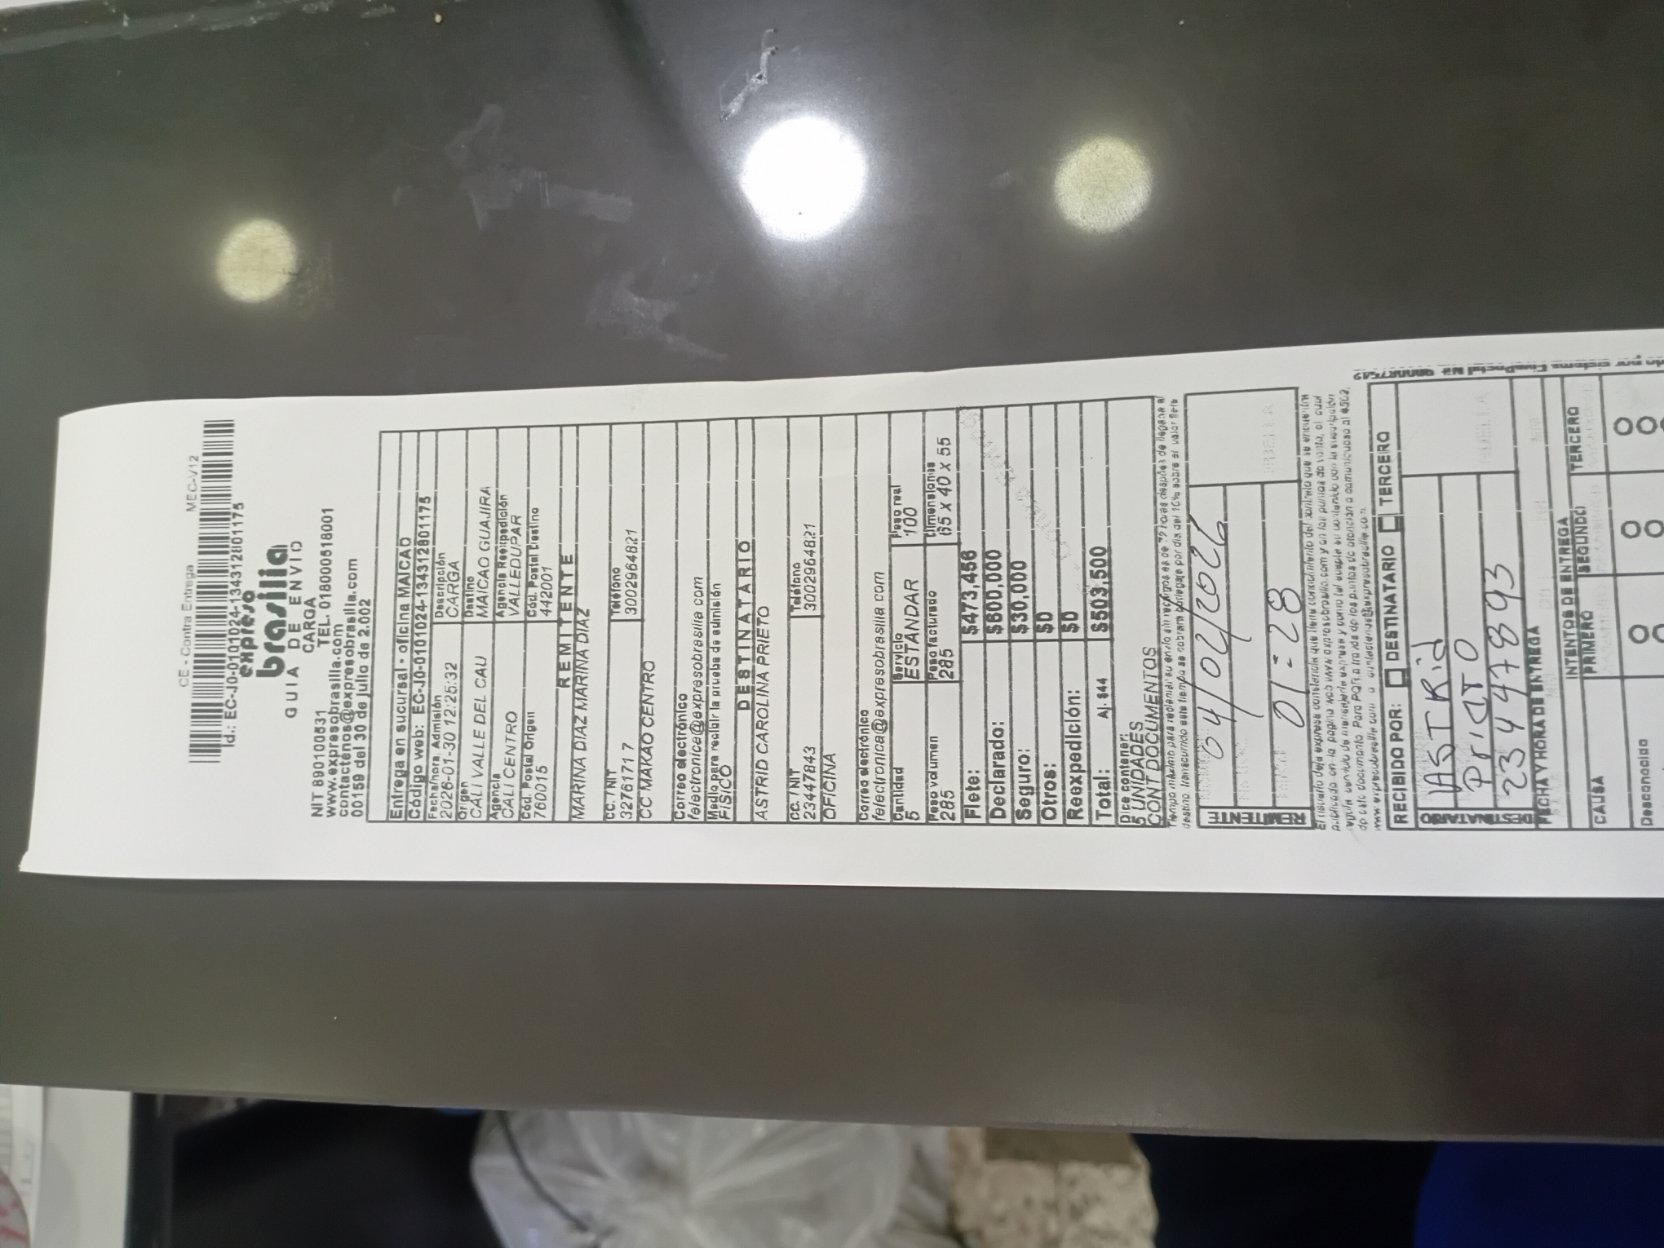 CE - Contra Entrega MEC-V12
Id.: EC-J0-0101024-134312801175
expreso
brasilia
GUIA DE ENVIO
CARGA
NIT 890100531 TEL. 018000518001
www.expresobrasilia.com
contactenos@expresobrasilia.com
00159 del 30 de julio de 2.002
Entrega en sucursal - oficina MAICAO
Código web: EC-J0-0101024-134312801175
Fecha/hora Admisión Descripción
2026-01-30 12:25:32 CARGA
Origen Destino
CALI VALLE DEL CAU MAICAO GUAJIRA
Agencia Agencia Reexpedición
CALI CENTRO VALLEDUPAR
Cód. Postal Origen Cód. Postal Destino
760015 442001
REMITENTE
MARINA DIAZ MARINA DIAZ
CC. / NIT Teléfono
32761717 3002964821
CC MAKAO CENTRO
Correo electrónico
felectronica@expresobrasilia com
Medio para recibir la prueba de admisión
FISICO
DESTINATARIO
ASTRID CAROLINA PRIETO
CC. / NIT Teléfono
23447843 3002964821
OFICINA
Correo electrónico
felectronica@expresobrasilia com
Cantidad Servicio Peso real
5 ESTANDAR 100
Peso volumen Peso facturado Dimensiones
285 285 65 x 40 x 55
Flete: $473,456
Declarado: $600,000
Seguro: $30,000
Otros: $0
Reexpedición: $0
Total: Aj: $44 $503,500
Dice contener:
5 UNIDADES
CONT DOCUMENTOS
REMITENTE
04/02/2026
01:28
RECIBIDO POR: DESTINATARIO TERCERO
DESTINATARIO
ASTRid
Prieto
23447893
FECHA Y HORA DE ENTREGA
INTENTOS DE ENTREGA
CAUSA PRIMERO SEGUNDO TERCERO
Desconocido